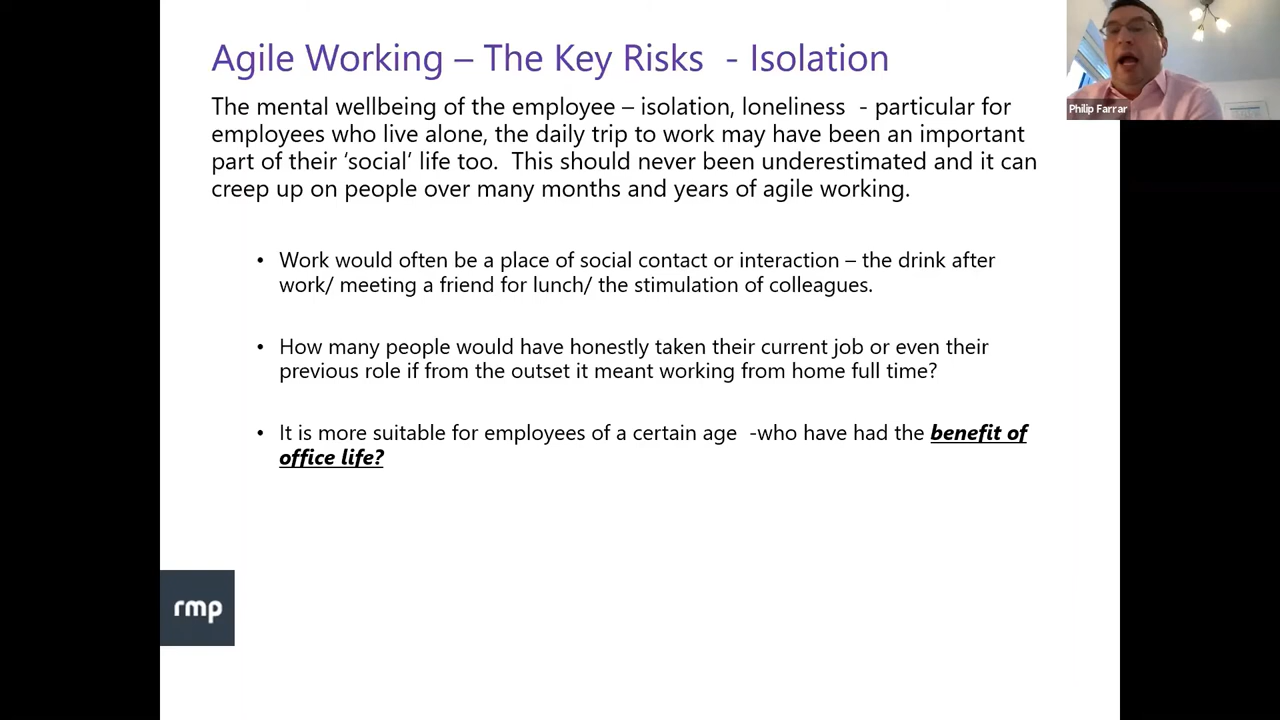 Agile Working – The Key Risks  - Isolation
The mental wellbeing of the employee – isolation, loneliness  - particular for
employees who live alone, the daily trip to work may have been an important
part of their ‘social’ life too.  This should never been underestimated and it can
creep up on people over many months and years of agile working.
• Work would often be a place of social contact or interaction – the drink after
work/ meeting a friend for lunch/ the stimulation of colleagues.
• How many people would have honestly taken their current job or even their
previous role if from the outset it meant working from home full time?
• It is more suitable for employees of a certain age  -who have had the benefit of
office life?
rmp
Philip Farrar